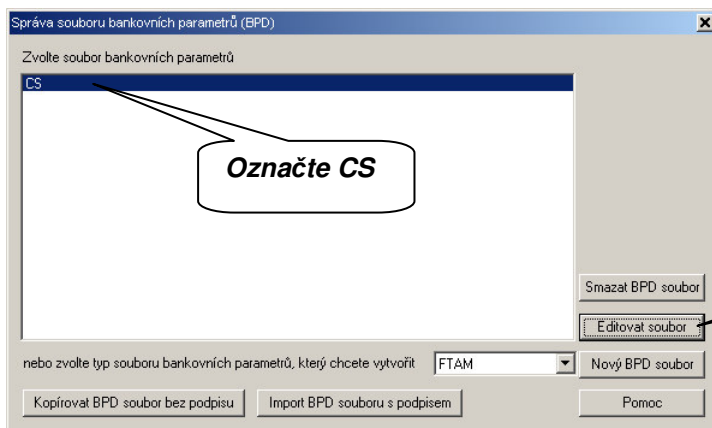 Správa souboru bankovních parametrů (BPD)
Zvolte soubor bankovních parametrů
CS
Označte CS
Smazat BPD soubor
Editovat soubor
nebo zvolte typ souboru bankovních parametrů, který chcete vytvořit
FTAM
Nový BPD soubor
Kopírovat BPD soubor bez podpisu
Import BPD souboru s podpisem
Pomoc